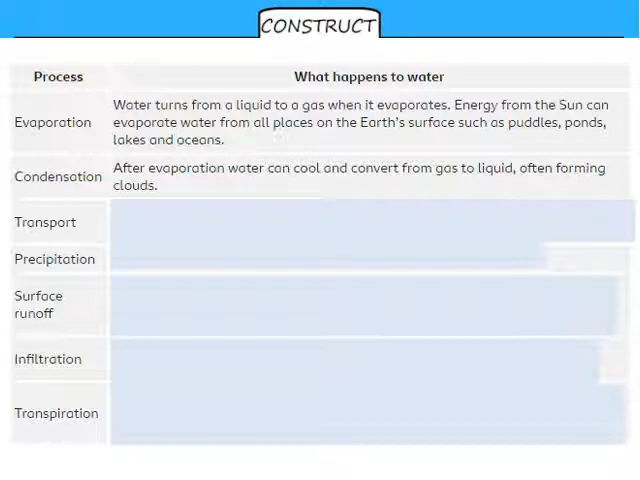 CONSTRUCT
Process
What happens to water
Evaporation
Water turns from a liquid to a gas when it evaporates. Energy from the Sun can
evaporate water from all places on the Earth's surface such as puddles, ponds,
lakes and oceans.
Condensation
After evaporation water can cool and convert from gas to liquid, often forming
clouds.
Transport
Precipitation
Surface
runoff
Infiltration
Transpiration